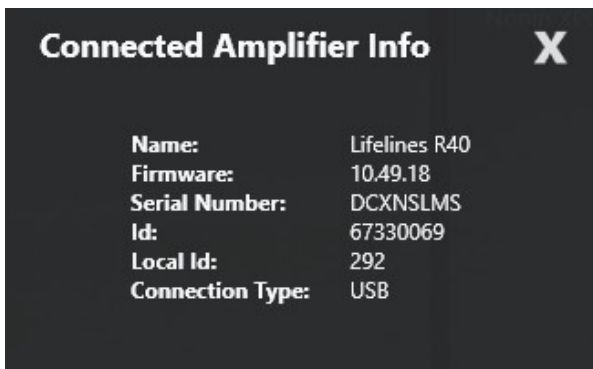 Connected Amplifier Info X
Name: Lifelines R40
Firmware: 10.49.18
Serial Number: DCXNSLMS
Id: 67330069
Local Id: 292
Connection Type: USB